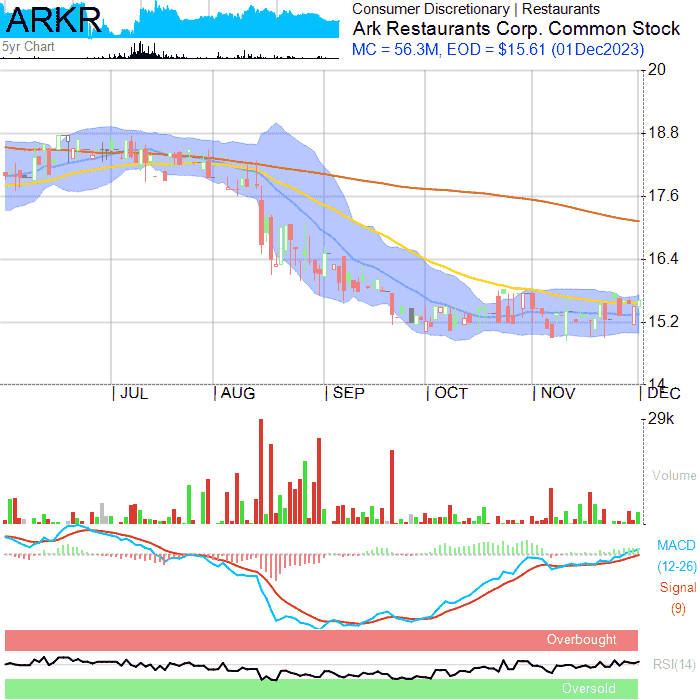 ARKR
5yr Chart
Consumer Discretionary | Restaurants
Ark Restaurants Corp. Common Stock
MC = 56.3M, EOD = $15.61 (01Dec2023)
20
18.8
17.6
16.4
15.2
14
JUL AUG SEP OCT NOV DEC
29k
Volume
MACD
(12-26)
Signal
(9)
Overbought
RSI(14)
Oversold